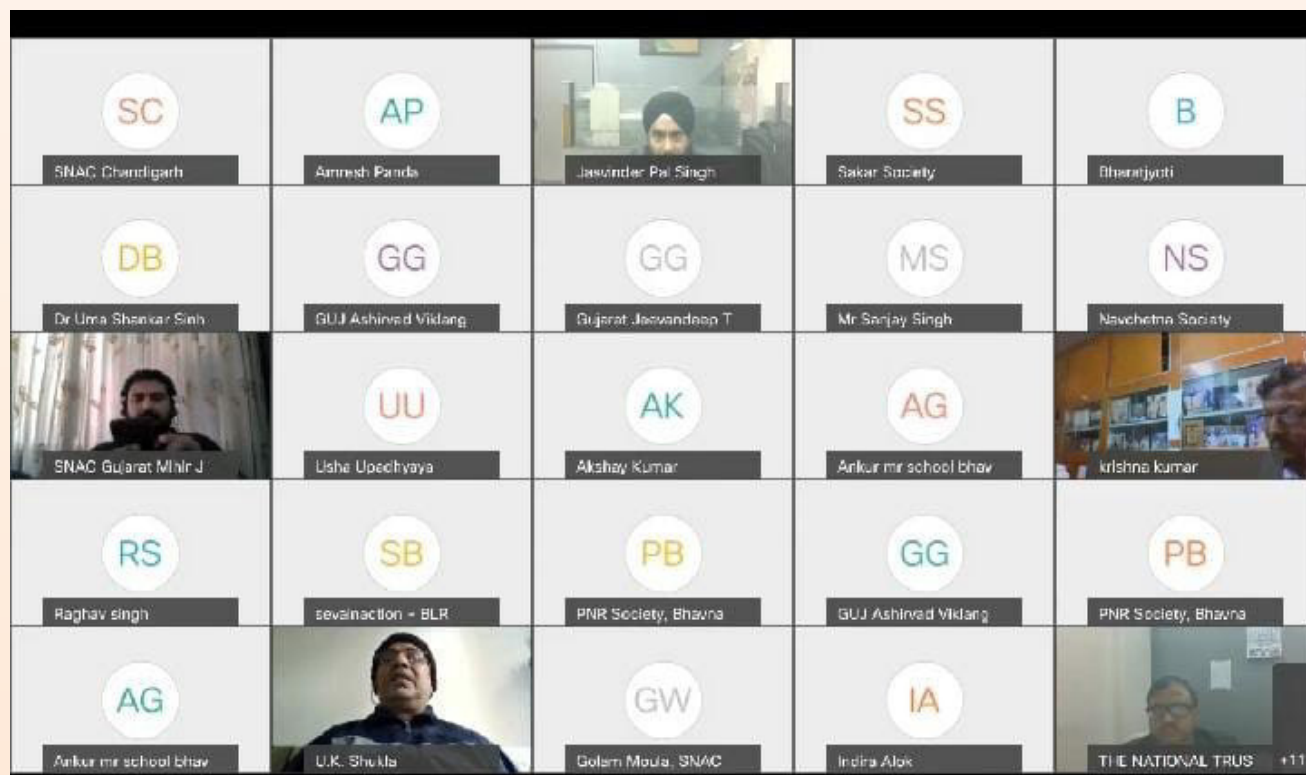 SC
SNAC Chandigarh
AP
Amresh Panda
Jasvinder Pal Singh
SS
Sakar Society
B
Bharatjyoti
DB
Dr Uma Shankar Sinh
GG
GUJ Ashirvad Viklang
GG
Gujarat Jeevandeep T
MS
Mr Sanjay Singh
NS
Navchetna Society
SNAC Gujarat Mihir J
UU
Usha Upadhyaya
AK
Akshay Kumar
AG
Ankur mr school bhav
krishna kumar
RS
Raghav singh
SB
sevainaction - BLR
PB
PNR Society, Bhavna
GG
GUJ Ashirvad Viklang
PB
PNR Society, Bhavna
AG
Ankur mr school bhav
U.K. Shukla
GW
Golam Moula, SNAC
IA
Indira Alok
THE NATIONAL TRUS
+11